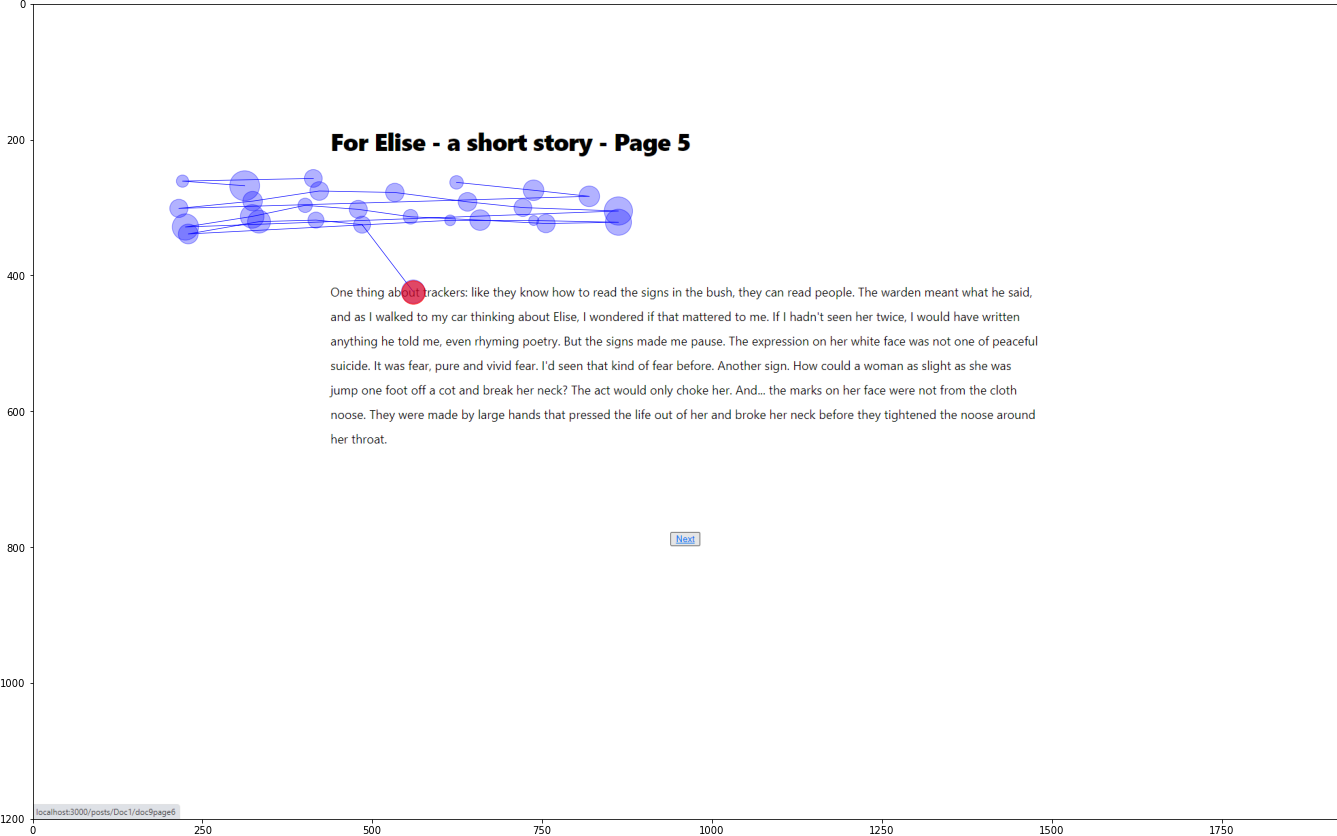 0
200
For Elise - a short story - Page 5
400
One thing about trackers: like they know how to read the signs in the bush, they can read people. The warden meant what he said,
and as I walked to my car thinking about Elise, I wondered if that mattered to me. If I hadn't seen her twice, I would have written
anything he told me, even rhyming poetry. But the signs made me pause. The expression on her white face was not one of peaceful
suicide. It was fear, pure and vivid fear. I'd seen that kind of fear before. Another sign. How could a woman as slight as she was
jump one foot off a cot and break her neck? The act would only choke her. And... the marks on her face were not from the cloth
600
noose. They were made by large hands that pressed the life out of her and broke her neck before they tightened the noose around
her throat.
Next
800
1000
localhost:3000/posts/Doc1/doc9page6
1200
0 250 500 750 1000 1250 1500 1750